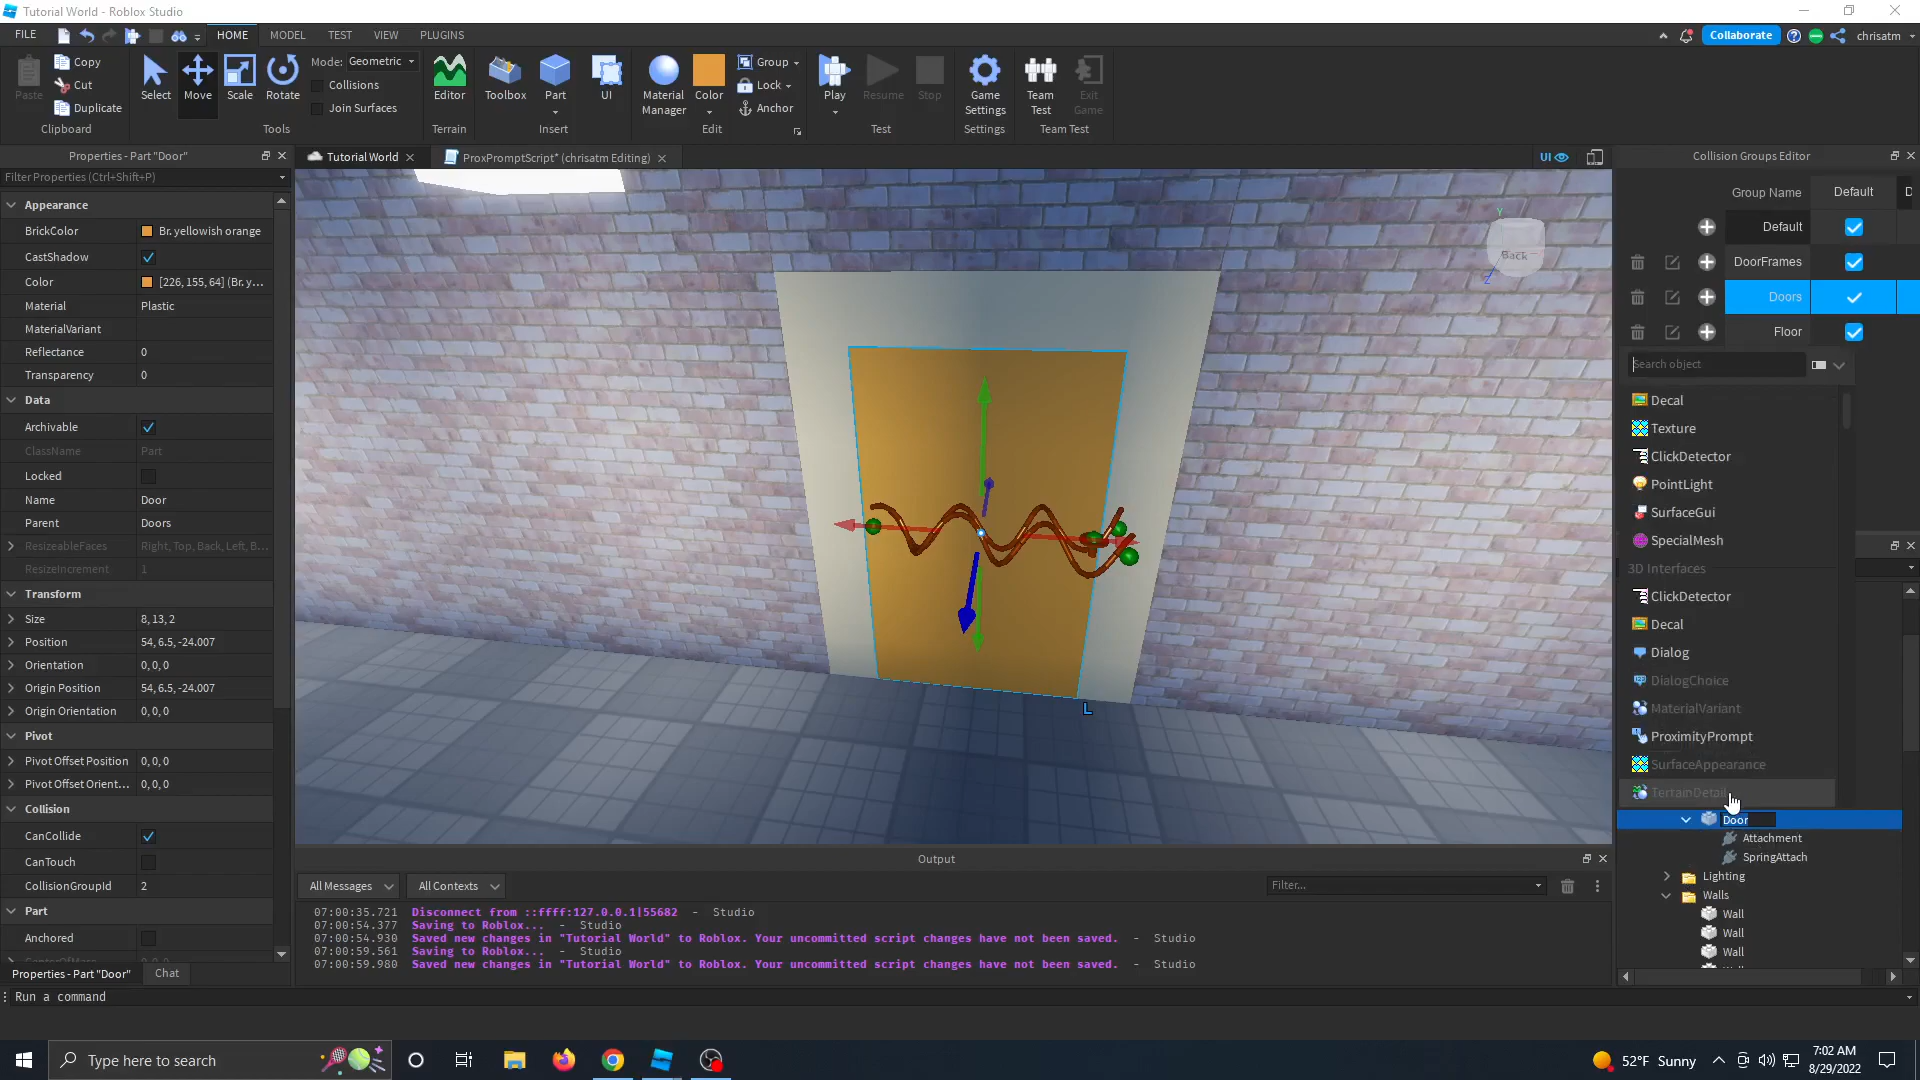 Tutorial World - Roblox Studio
FILE HOME MODEL TEST VIEW PLUGINS Collaborate chrisatm
Paste Copy Cut Duplicate Clipboard
Select Move Scale Rotate Mode: Geometric Collisions Join Surfaces Tools
Editor Terrain
Toolbox Part UI Insert
Material Manager Color Group Lock Anchor Edit
Play Resume Stop Test
Game Settings Settings
Team Test Exit Game Team Test
Properties - Part "Door"
Tutorial World
ProxPromptScript* (chrisatm Editing)
UI
Collision Groups Editor
Filter Properties (Ctrl+Shift+P)
Appearance
BrickColor Br. yellowish orange
CastShadow
Color [226, 155, 64] (Br. y...
Material Plastic
MaterialVariant
Reflectance 0
Transparency 0
Data
Archivable
ClassName Part
Locked
Name Door
Parent Doors
ResizeableFaces Right, Top, Back, Left, B...
ResizeIncrement 1
Transform
Size 8, 13, 2
Position 54, 6.5, -24.007
Orientation 0, 0, 0
Origin Position 54, 6.5, -24.007
Origin Orientation 0, 0, 0
Pivot
Pivot Offset Position 0, 0, 0
Pivot Offset Orient... 0, 0, 0
Collision
CanCollide
CanTouch
CollisionGroupId 2
Part
Anchored
Properties - Part "Door" Chat
Run a command
Y
Back
Z
L
Group Name Default D
Default
DoorFrames
Doors
Floor
Search object
Decal
Texture
ClickDetector
PointLight
SurfaceGui
SpecialMesh
3D Interfaces
ClickDetector
Decal
Dialog
DialogChoice
MaterialVariant
ProximityPrompt
SurfaceAppearance
TerrainDetail
Door
Attachment
SpringAttach
Lighting
Walls
Wall
Wall
Wall
Output
All Messages All Contexts Filter...
07:00:35.721 Disconnect from ::ffff:127.0.0.1|55682 - Studio
07:00:54.377 Saving to Roblox... - Studio
07:00:54.930 Saved new changes in "Tutorial World" to Roblox. Your uncommitted script changes have not been saved. - Studio
07:00:59.561 Saving to Roblox... - Studio
07:00:59.980 Saved new changes in "Tutorial World" to Roblox. Your uncommitted script changes have not been saved. - Studio
Type here to search
52°F Sunny
7:02 AM
8/29/2022